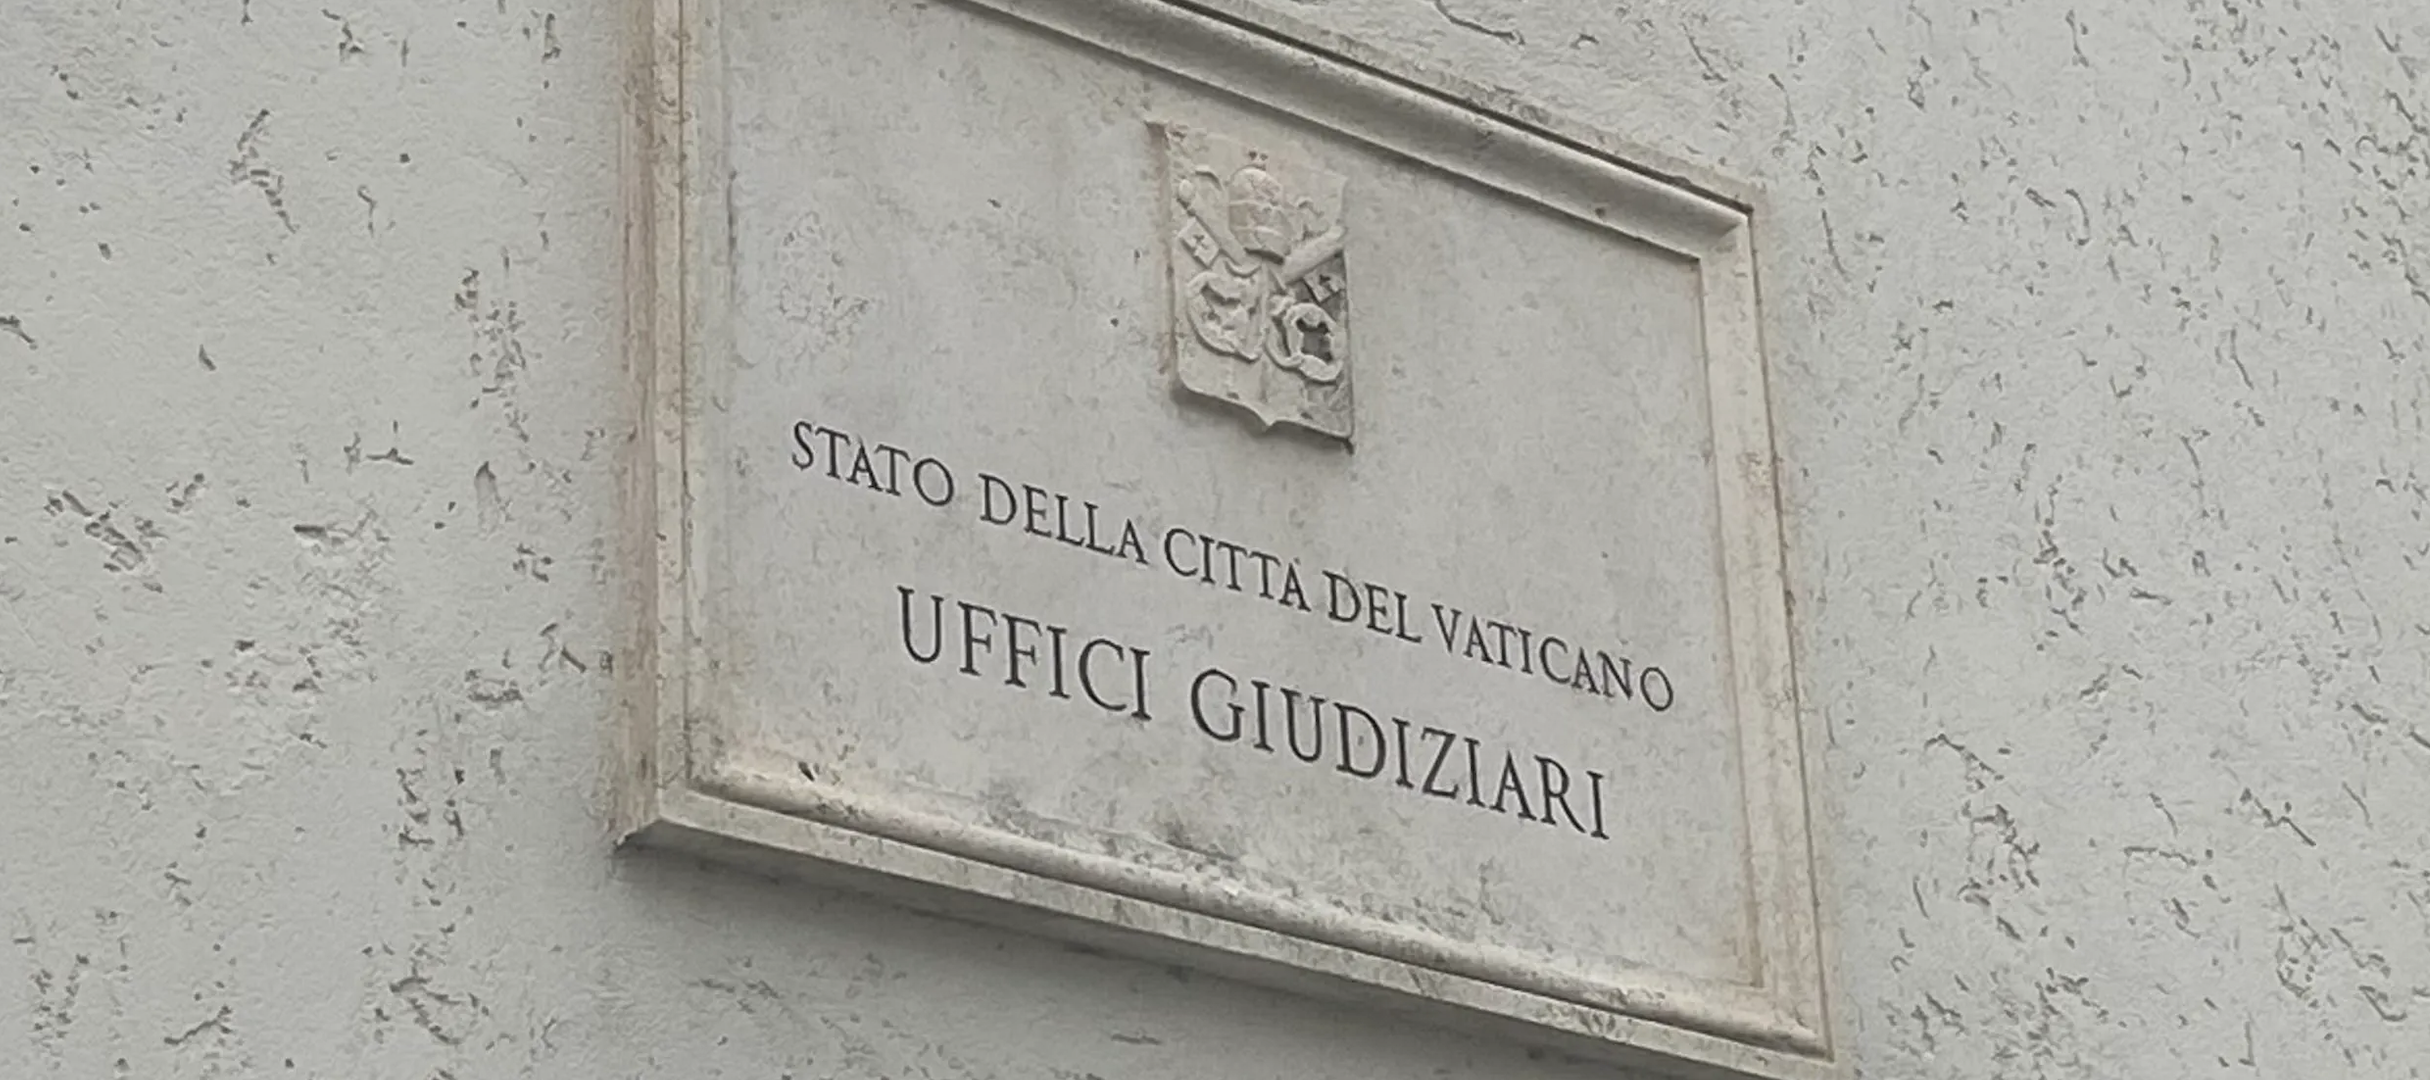 STATO DELLA CITTÀ DEL VATICANO
UFFICI GIUDIZIARI